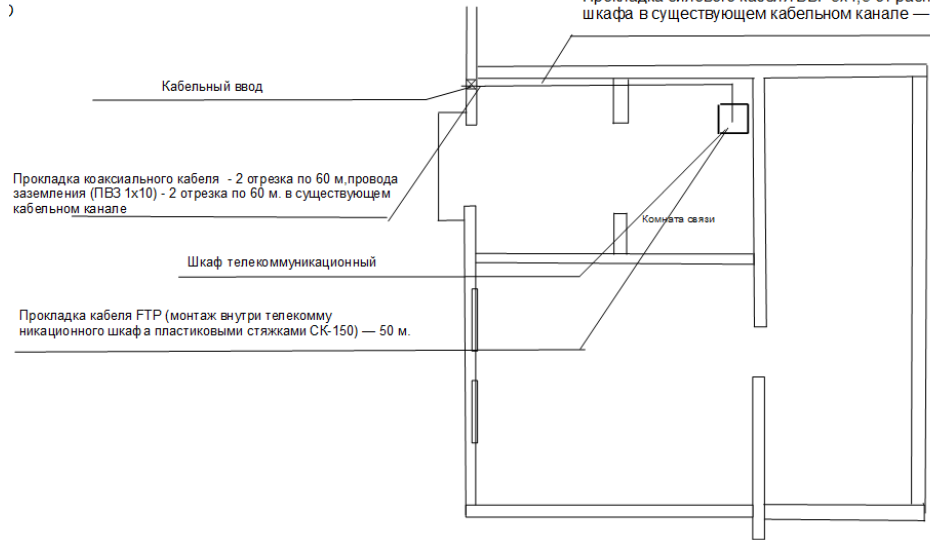 )
шкафа в существующем кабельном канале —
Кабельный ввод
Прокладка коаксиального кабеля - 2 отрезка по 60 м,провода
заземления (ПВЗ 1х10) - 2 отрезка по 60 м. в существующем
кабельном канале
Комната связи
Шкаф телекоммуникационный
Прокладка кабеля FTP (монтаж внутри телекомму
никационного шкафа пластиковыми стяжками СК-150) — 50 м.